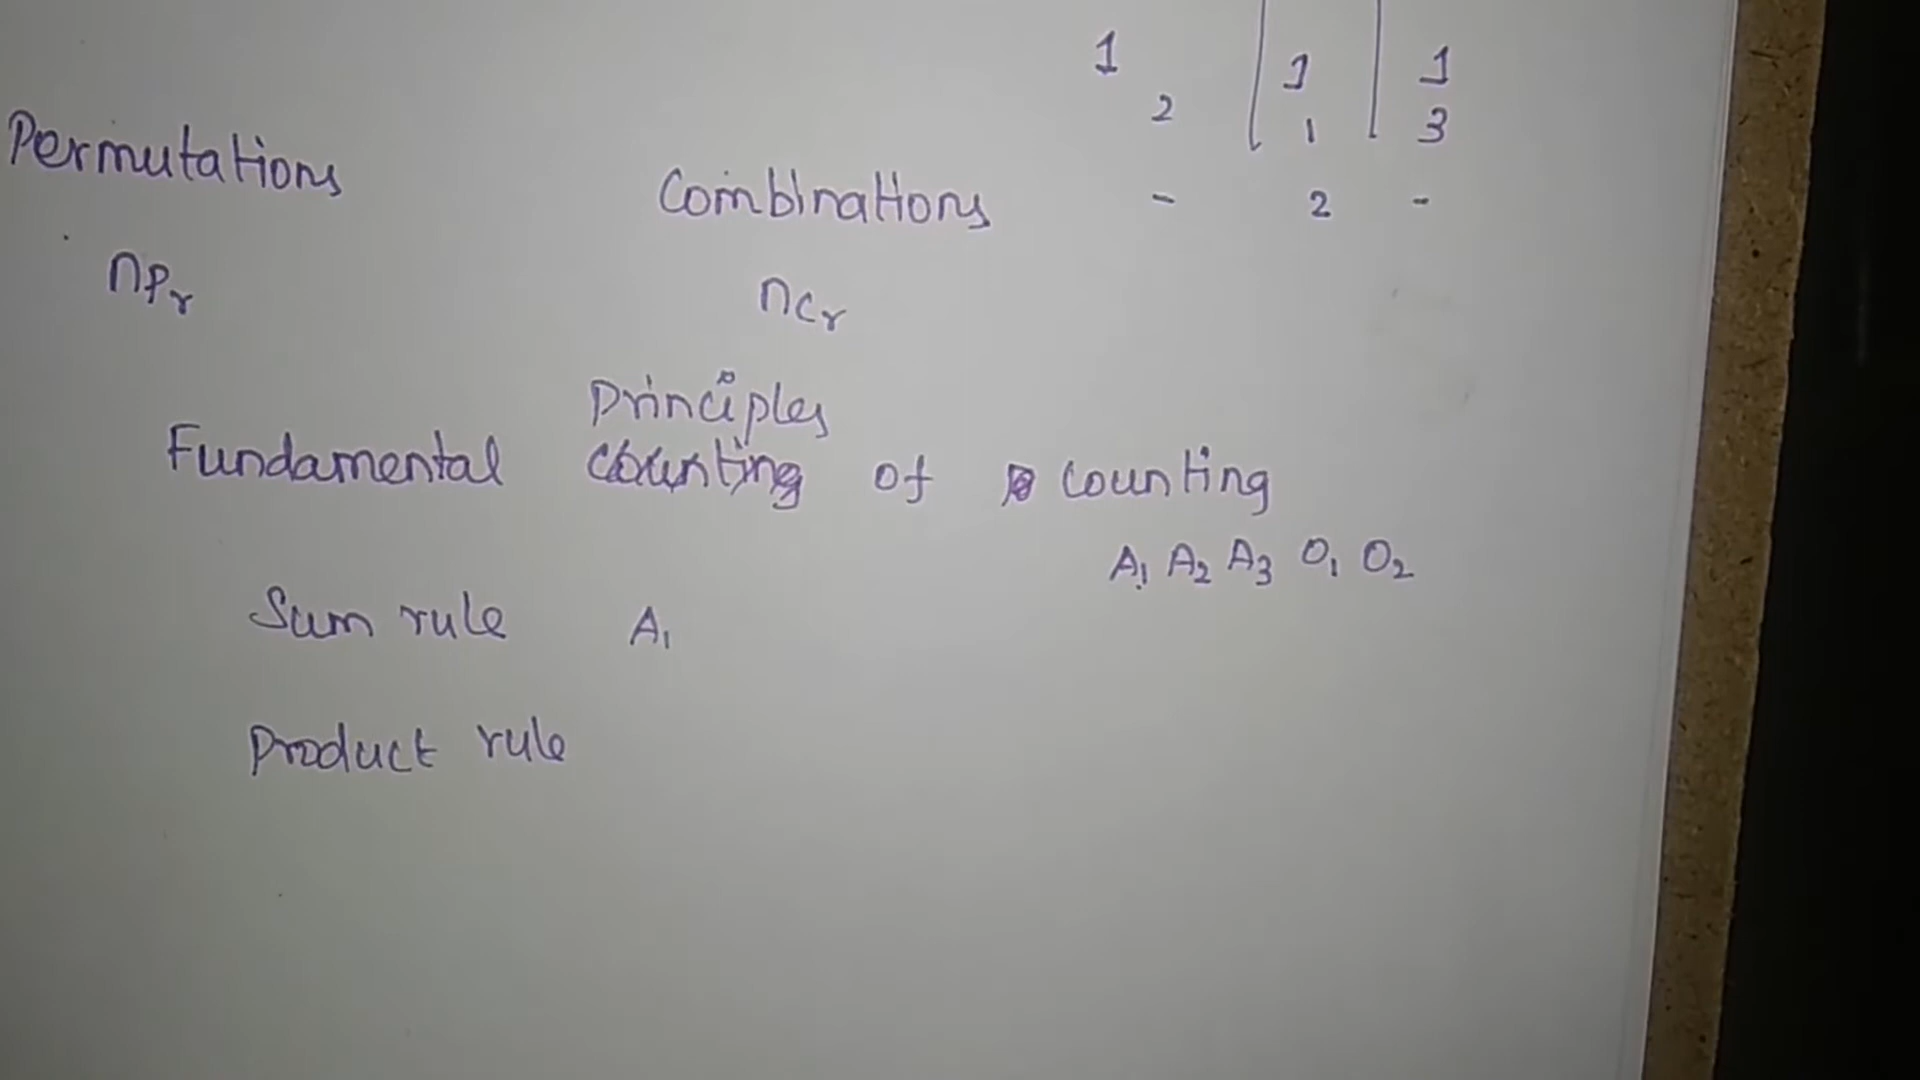 1 | 1 | 1
2 1 3
- 2 -
Permutations Combinations
nPr nCr
principles
Fundamental counting of counting
A1 A2 A3 O1 O2
Sum rule A1
Product rule